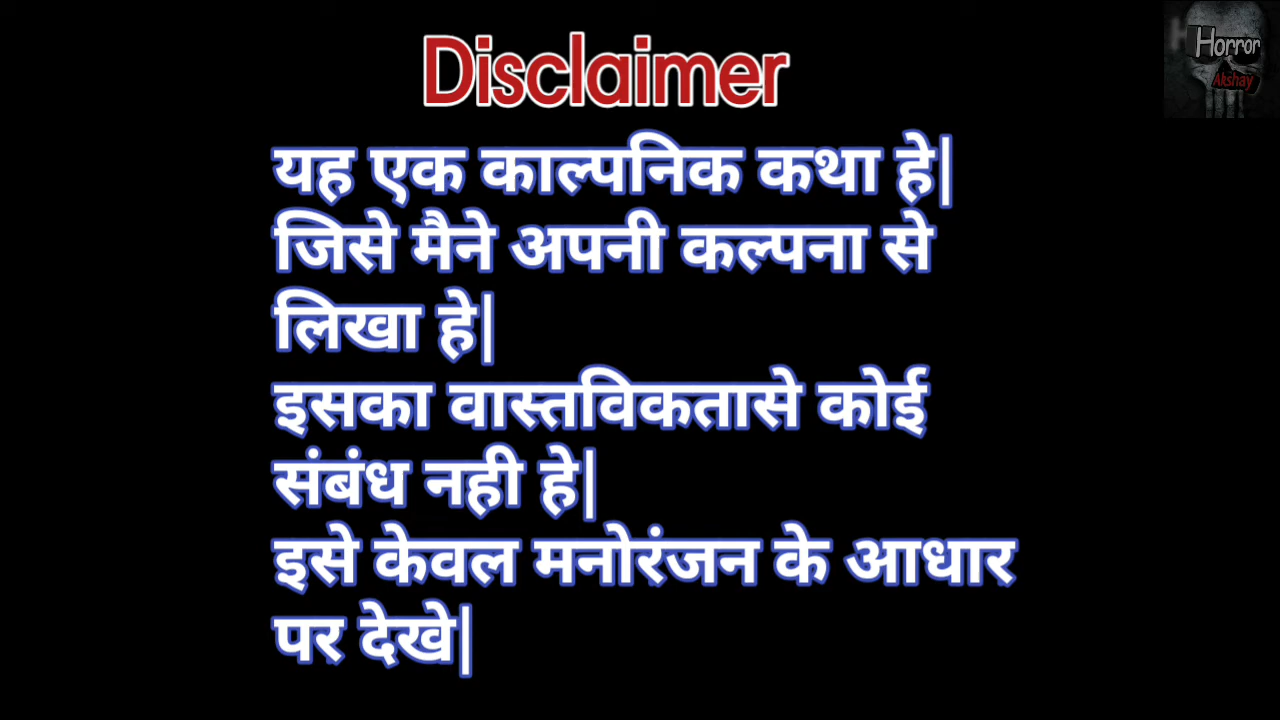 Disclaimer
Horror
Akshay
यह एक काल्पनिक कथा हे|
जिसे मैने अपनी कल्पना से
लिखा हे|
इसका वास्तविकतासे कोई
संबंध नही हे|
इसे केवल मनोरंजन के आधार
पर देखे|